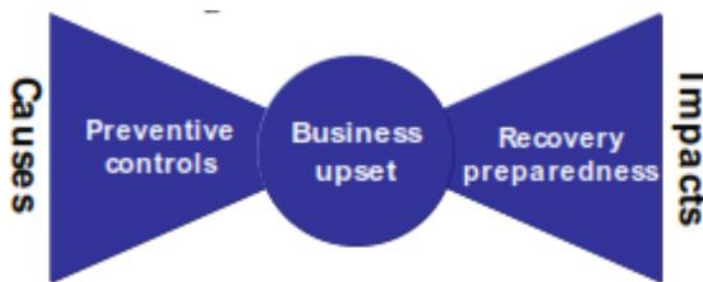 Causes
Preventive
controls
Business
upset
Recovery
preparedness
Impacts